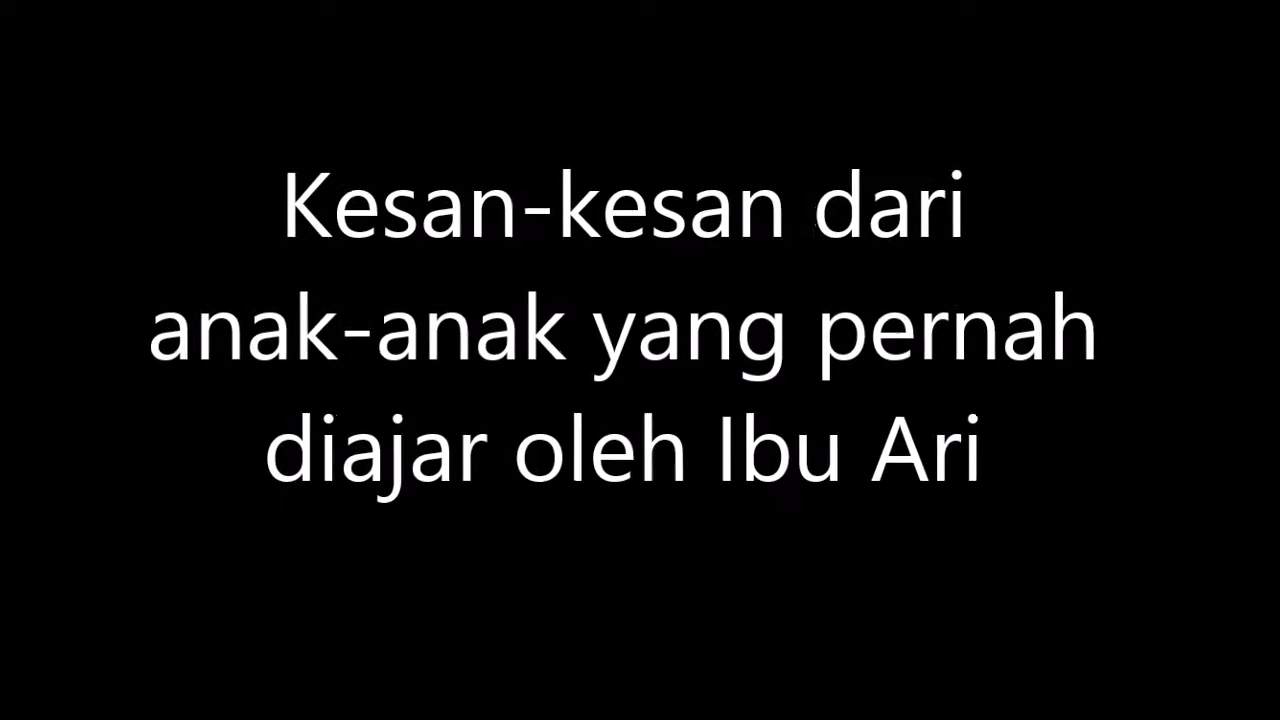 Kesan-kesan dari
anak-anak yang pernah
diajar oleh Ibu Ari